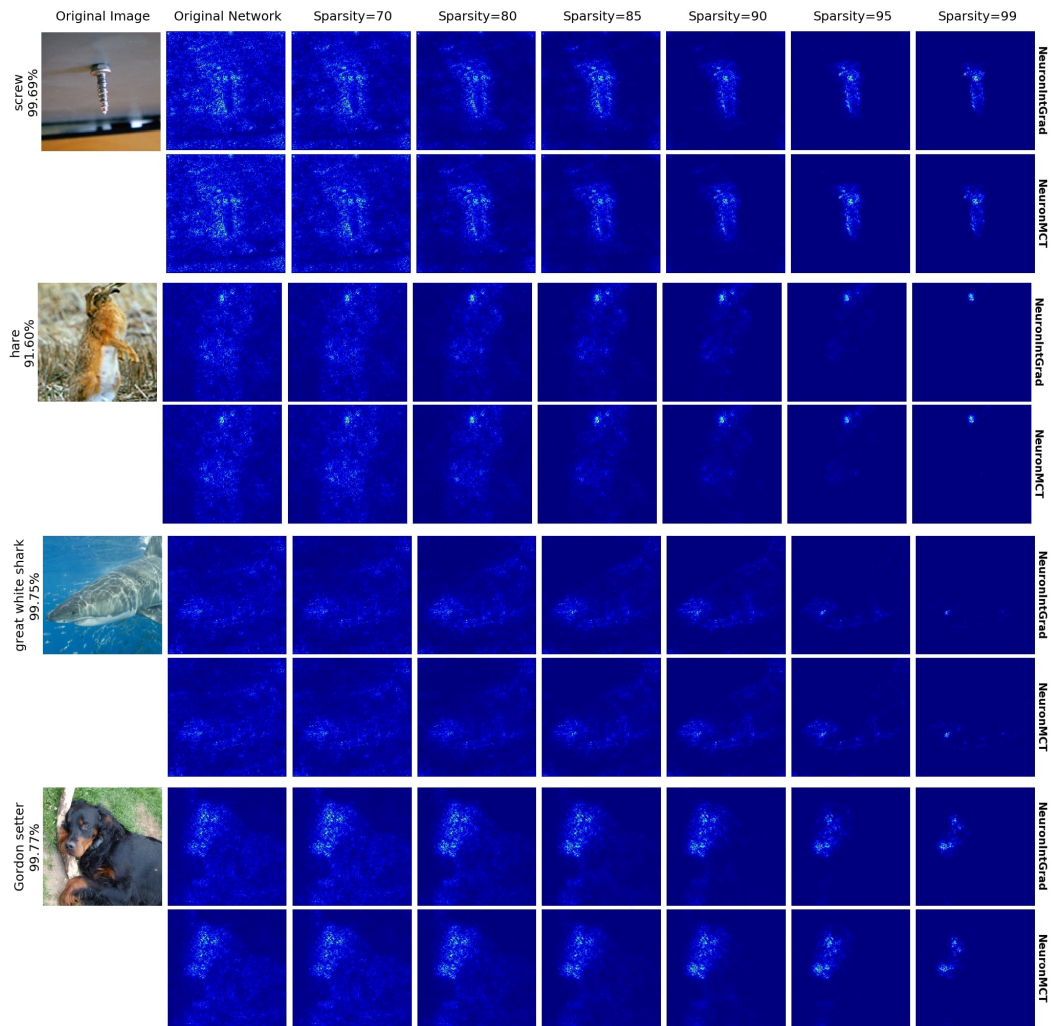 Original Image Original Network Sparsity=70 Sparsity=80 Sparsity=85 Sparsity=90 Sparsity=95 Sparsity=99
screw
99.69%
NeuronIntGrad
NeuronMCT
hare
91.60%
NeuronIntGrad
NeuronMCT
great white shark
99.75%
NeuronIntGrad
NeuronMCT
Gordon setter
99.77%
NeuronIntGrad
NeuronMCT